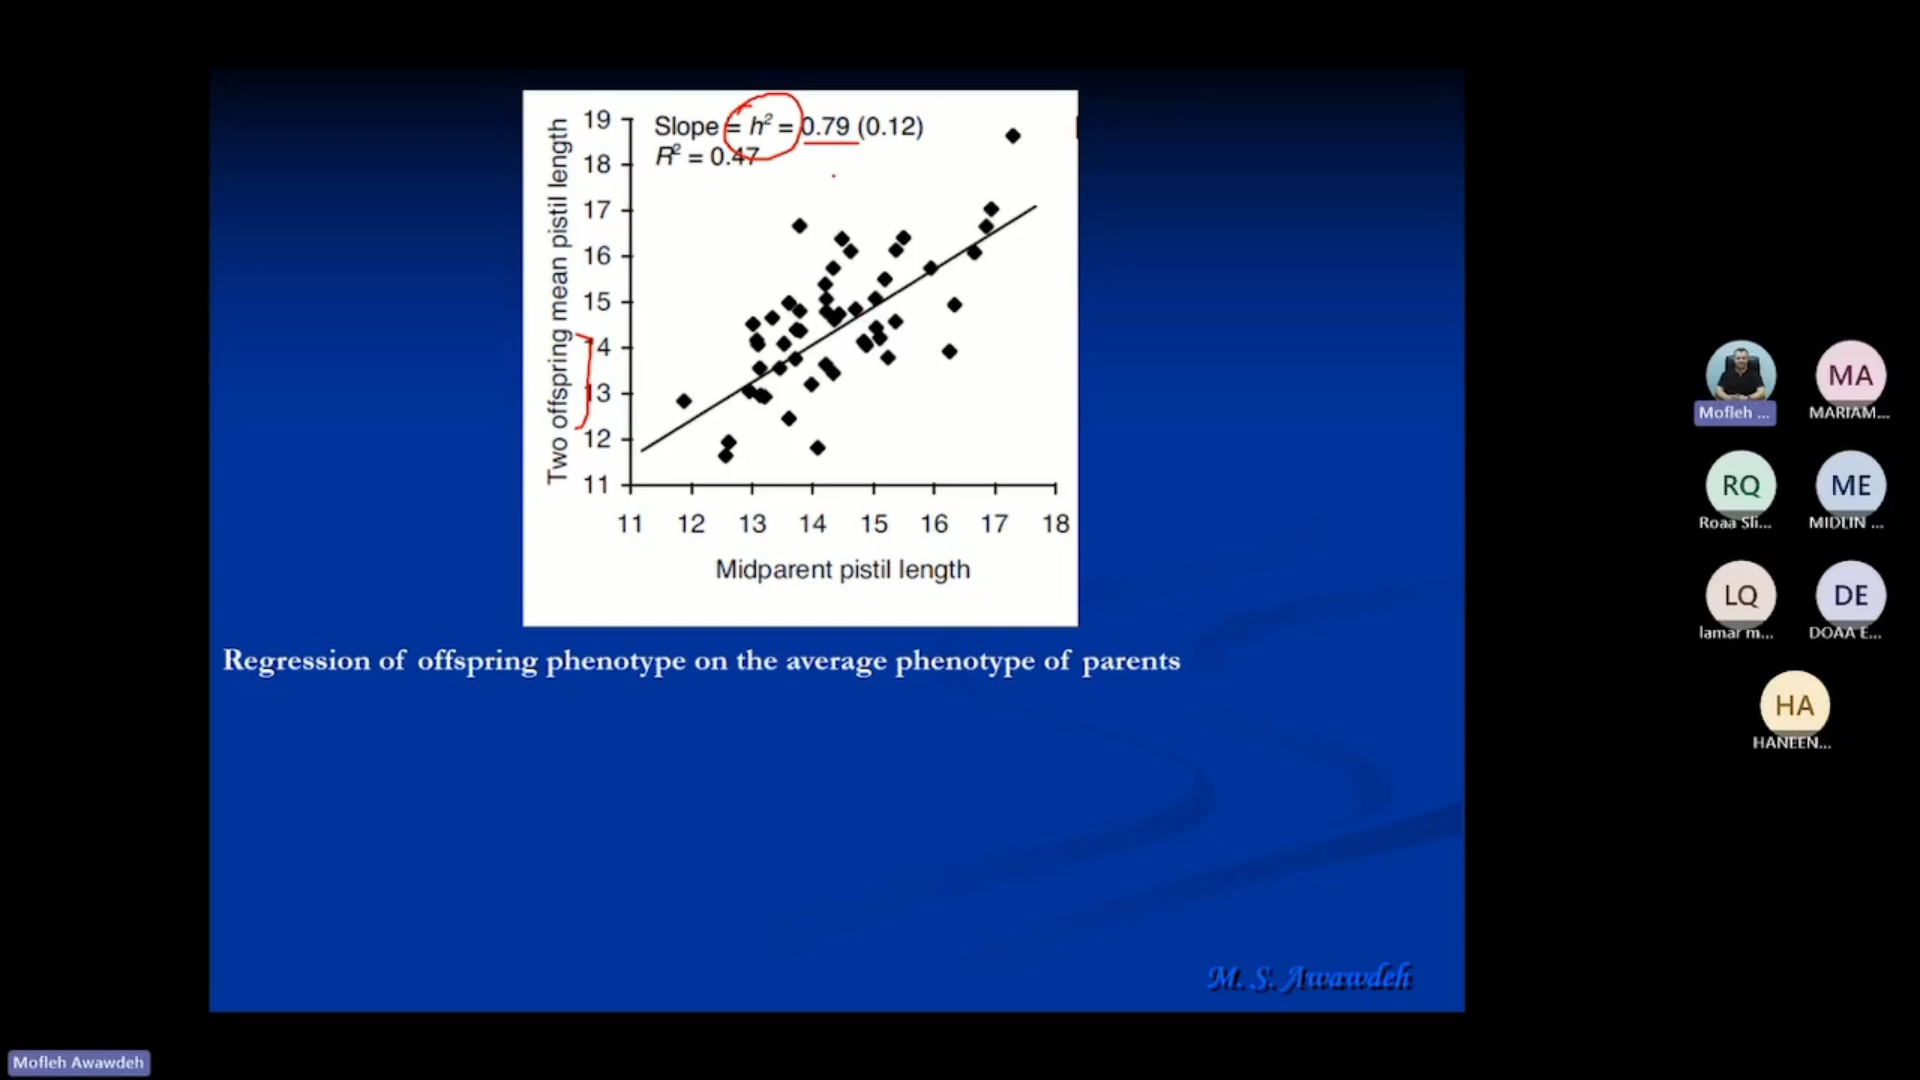 Slope = h² = 0.79 (0.12)
R² = 0.47
Two offspring mean pistil length
19
18
17
16
15
14
13
12
11
11 12 13 14 15 16 17 18
Midparent pistil length
Regression of offspring phenotype on the average phenotype of parents
M. S. Awawdeh
Mofleh ...
MA
MARIAM...
RQ
Roaa Sli...
ME
MIDLIN ...
LQ
lamar m...
DE
DOAA E...
HA
HANEEN...
Mofleh Awawdeh